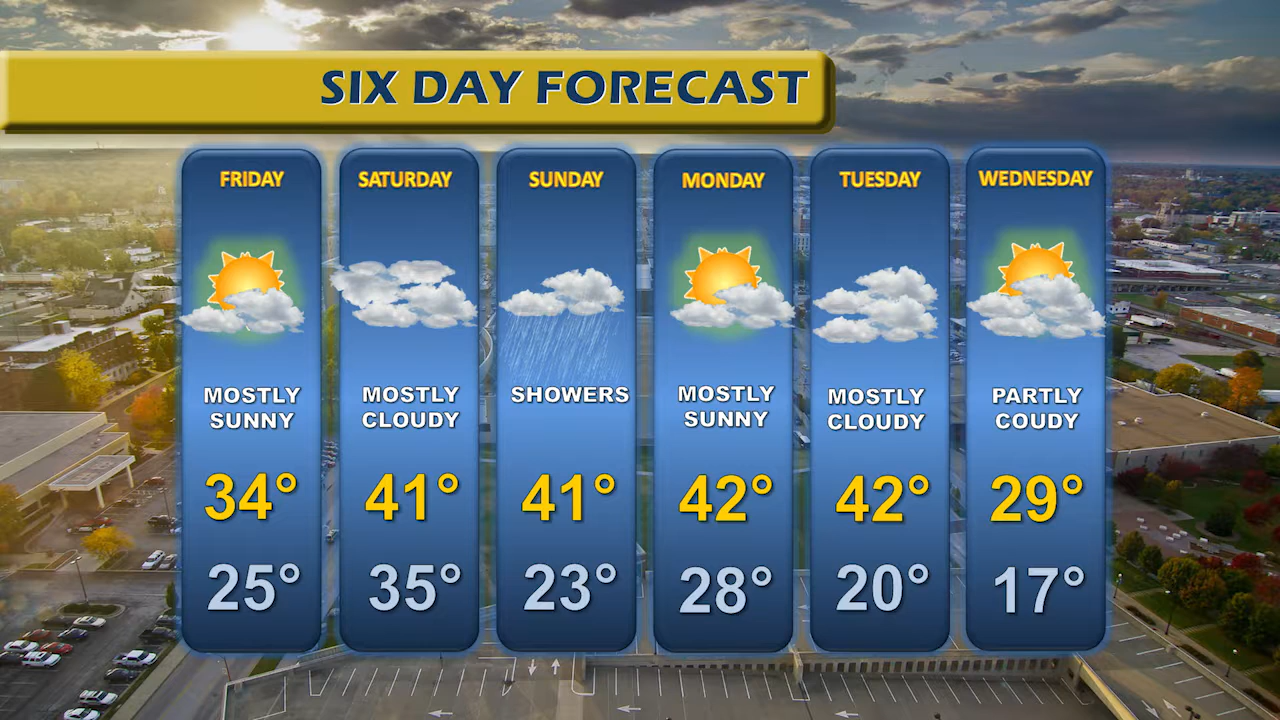 SIX DAY FORECAST
FRIDAY
MOSTLY
SUNNY
34°
25°
SATURDAY
MOSTLY
CLOUDY
41°
35°
SUNDAY
SHOWERS
41°
23°
MONDAY
MOSTLY
SUNNY
42°
28°
TUESDAY
MOSTLY
CLOUDY
42°
20°
WEDNESDAY
PARTLY
COUDY
29°
17°